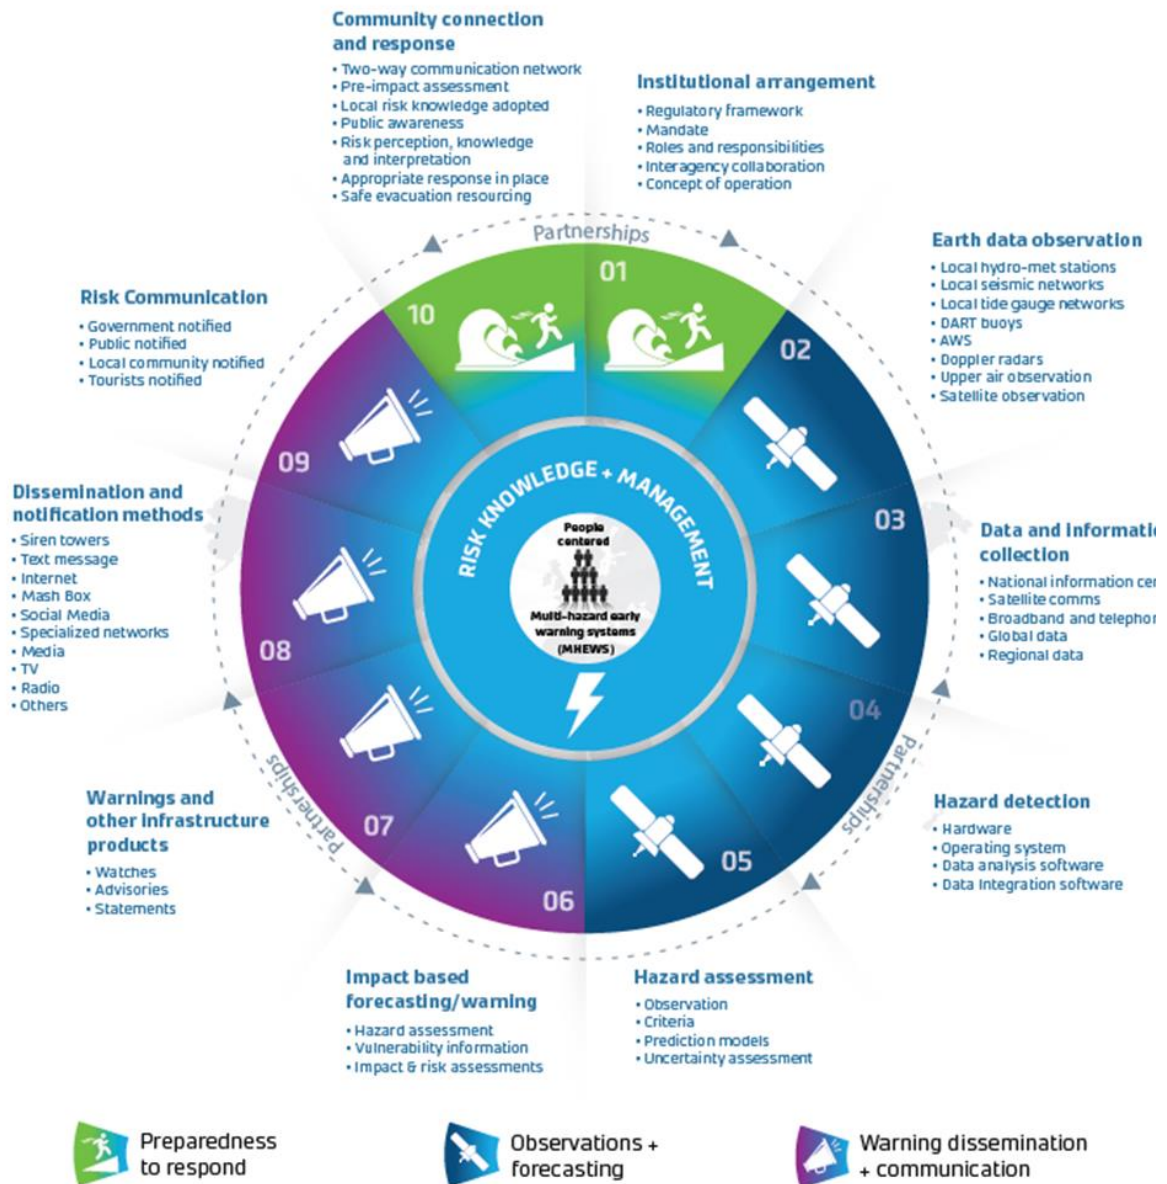 Community connection
and response
• Two-way communication network
• Pre-impact assessment
• Local risk knowledge adopted
• Public awareness
• Risk perception, knowledge
and interpretation
• Appropriate response in place
• Safe evacuation resourcing
Institutional arrangement
• Regulatory framework
• Mandate
• Roles and responsibilities
• Interagency collaboration
• Concept of operation
Earth data observation
• Local hydro-met stations
• Local seismic networks
• Local tide gauge networks
• DART buoys
• AWS
• Doppler radars
• Upper air observation
• Satellite observation
Data and Informatio
collection
• National information cen
• Satellite comms
• Broadband and telephon
• Global data
• Regional data
Hazard detection
• Hardware
• Operating system
• Data analysis software
• Data Integration software
Hazard assessment
• Observation
• Criteria
• Prediction models
• Uncertainty assessment
Impact based
forecasting/warning
• Hazard assessment
• Vulnerability information
• Impact & risk assessments
Warnings and
other infrastructure
products
• Watches
• Advisories
• Statements
Dissemination and
notification methods
• Siren towers
• Text message
• Internet
• Mash Box
• Social Media
• Specialized networks
• Media
• TV
• Radio
• Others
Risk Communication
• Government notified
• Public notified
• Local community notified
• Tourists notified
Partnerships
Partnerships
Partnerships
01
02
03
04
05
06
07
08
09
10
RISK KNOWLEDGE + MANAGEMENT
People
centered
Multi-hazard early
warning systems
(MHEWS)
Preparedness
to respond
Observations +
forecasting
Warning dissemination
+ communication